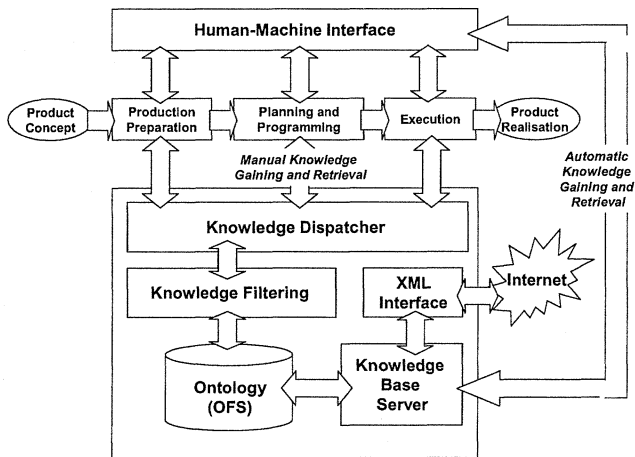 Human-Machine Interface
Product
Concept
Production
Preparation
Planning and
Programming
Execution
Product
Realisation
Manual Knowledge
Gaining and Retrieval
Automatic
Knowledge
Gaining and
Retrieval
Knowledge Dispatcher
Knowledge Filtering
XML
Interface
Internet
Ontology
(OFS)
Knowledge
Base
Server